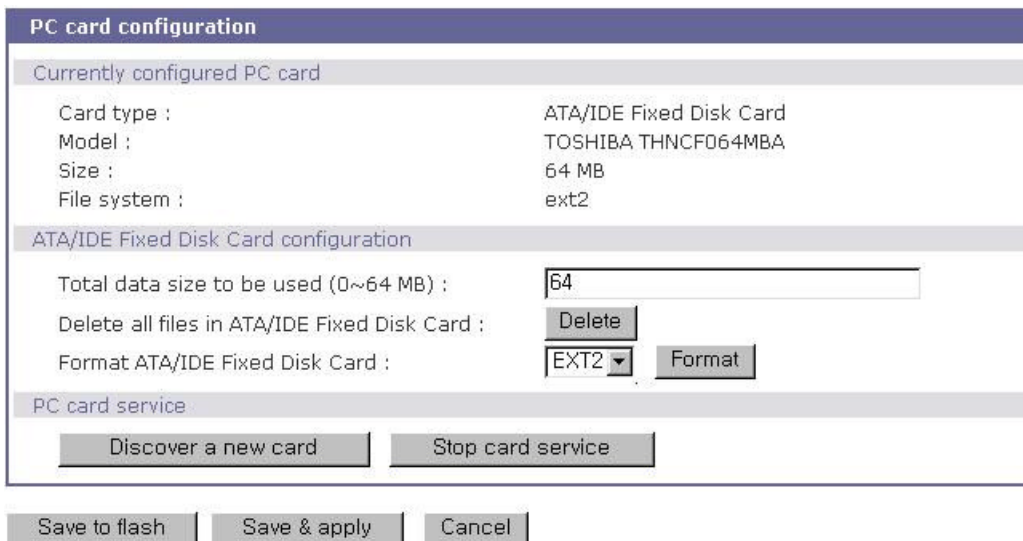 PC card configuration
Currently configured PC card
Card type : ATA/IDE Fixed Disk Card
Model : TOSHIBA THNCF064MBA
Size : 64 MB
File system : ext2
ATA/IDE Fixed Disk Card configuration
Total data size to be used (0~64 MB) : 64
Delete all files in ATA/IDE Fixed Disk Card : Delete
Format ATA/IDE Fixed Disk Card : EXT2 Format
PC card service
Discover a new card Stop card service
Save to flash Save & apply Cancel